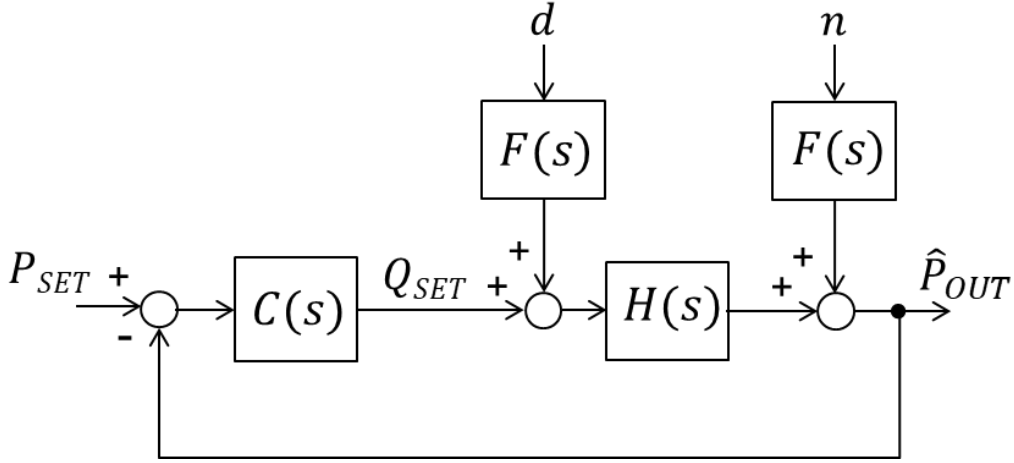 d n
F(s) F(s)
P_SET + - C(s) Q_SET + + H(s) + + P̂_OUT